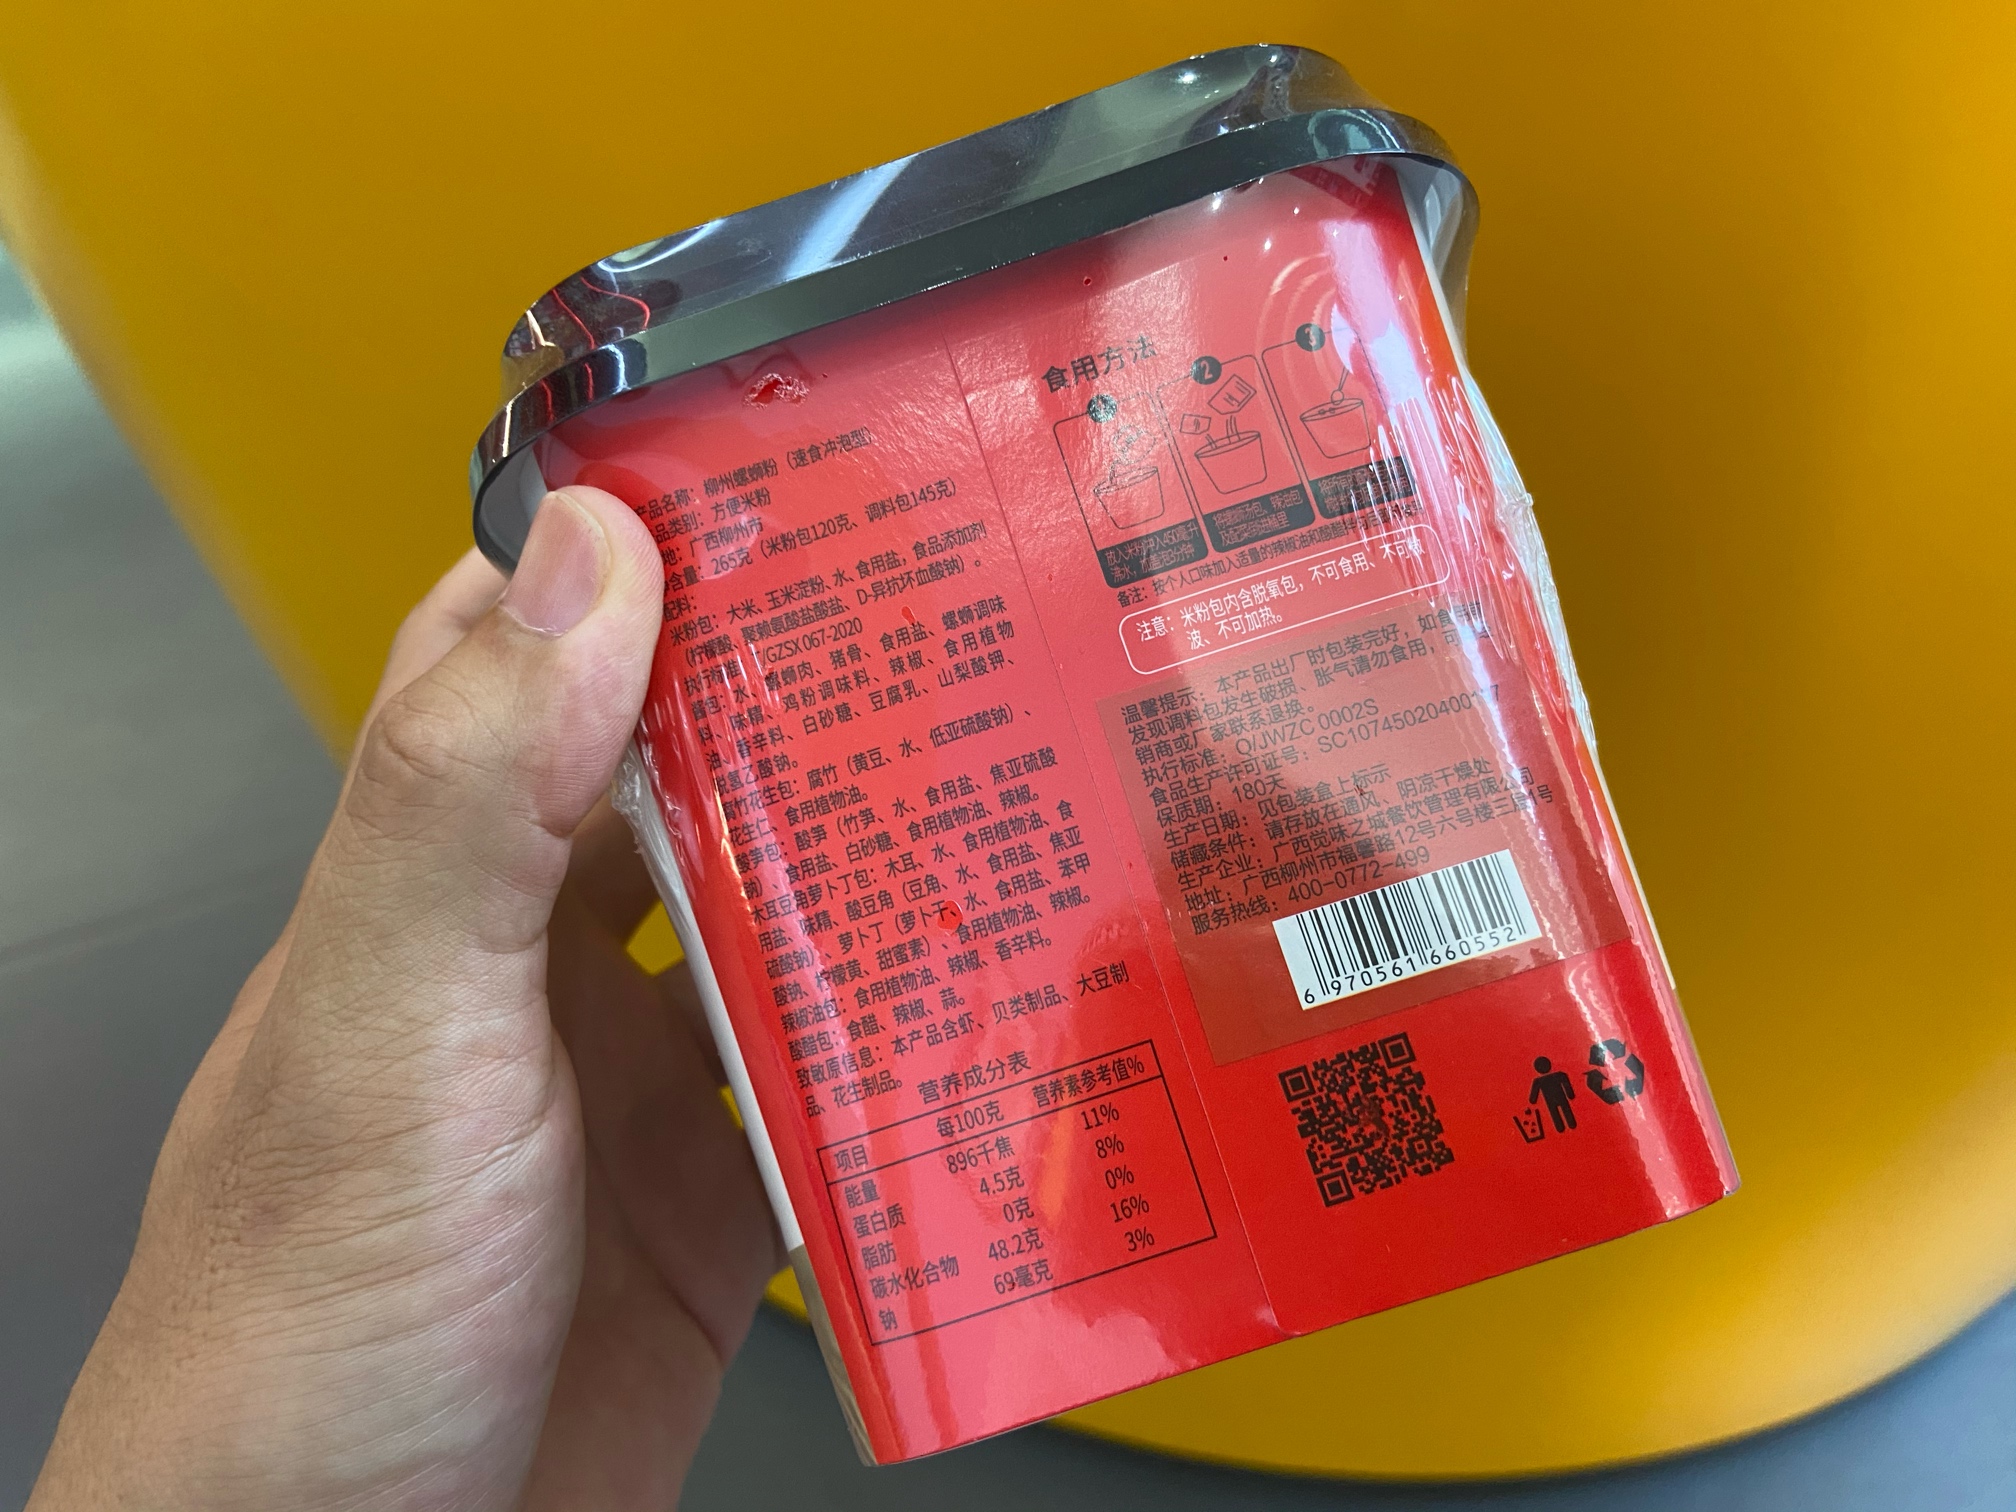 产品名称：柳州螺蛳粉（速食冲泡型）
品类别：方便米粉
地：广西柳州市
含量：265克（米粉包120克、调料包145克）
配料：
米粉包：大米、玉米淀粉、水、食用盐，食品添加剂
（柠檬酸、聚赖氨酸盐酸盐、D-异抗坏血酸钠）。
执行标准：T/GZSX 067-2020
酱包：水、螺蛳肉、猪骨、食用盐、螺蛳调味
料、味精、鸡粉调味料、辣椒、食用植物
油、香辛料、白砂糖、豆腐乳、山梨酸钾、
脱氢乙酸钠。
腐竹花生包：腐竹（黄豆、水、低亚硫酸钠）、
花生仁、食用植物油。
酸笋包：酸笋（竹笋、水、食用盐、焦亚硫酸
钠）、食用盐、白砂糖、食用植物油、辣椒。
木耳豆角萝卜丁包：木耳、水、食用植物油、食
用盐、味精、酸豆角（豆角、水、食用盐、焦亚
硫酸钠）、萝卜丁（萝卜干、水、食用盐、苯甲
酸钠、柠檬黄、甜蜜素）、食用植物油、辣椒。
辣椒油包：食用植物油、辣椒、香辛料。
酸醋包：食醋、辣椒、蒜。
致敏原信息：本产品含虾、贝类制品、大豆制
品、花生制品。
营养成分表
项目 每100克 营养素参考值%
能量 896千焦 11%
蛋白质 4.5克 8%
脂肪 0克 0%
碳水化合物 48.2克 16%
钠 69毫克 3%
食用方法
1
2
3
放入米粉冲入450毫升
沸水，加盖泡3分钟
备注：按个人口味加入适量的辣椒油和酸醋
注意：米粉包内含脱氧包，不可食用、不可微
波、不可加热。
温馨提示：本产品出厂时包装完好，如食
发现调料包发生破损、胀气请勿食用，可
销商或厂家联系退换。
执行标准：Q/JWZC 0002S
食品生产许可证号：SC107450204001
保质期：180天
生产日期：见包装盒上标示
储藏条件：请存放在通风、阴凉干燥处
生产企业：广西觉味之城餐饮管理有限公司
地址：广西柳州市福馨路12号六号楼三层1号
服务热线：400-0772-499
6 970561 660552